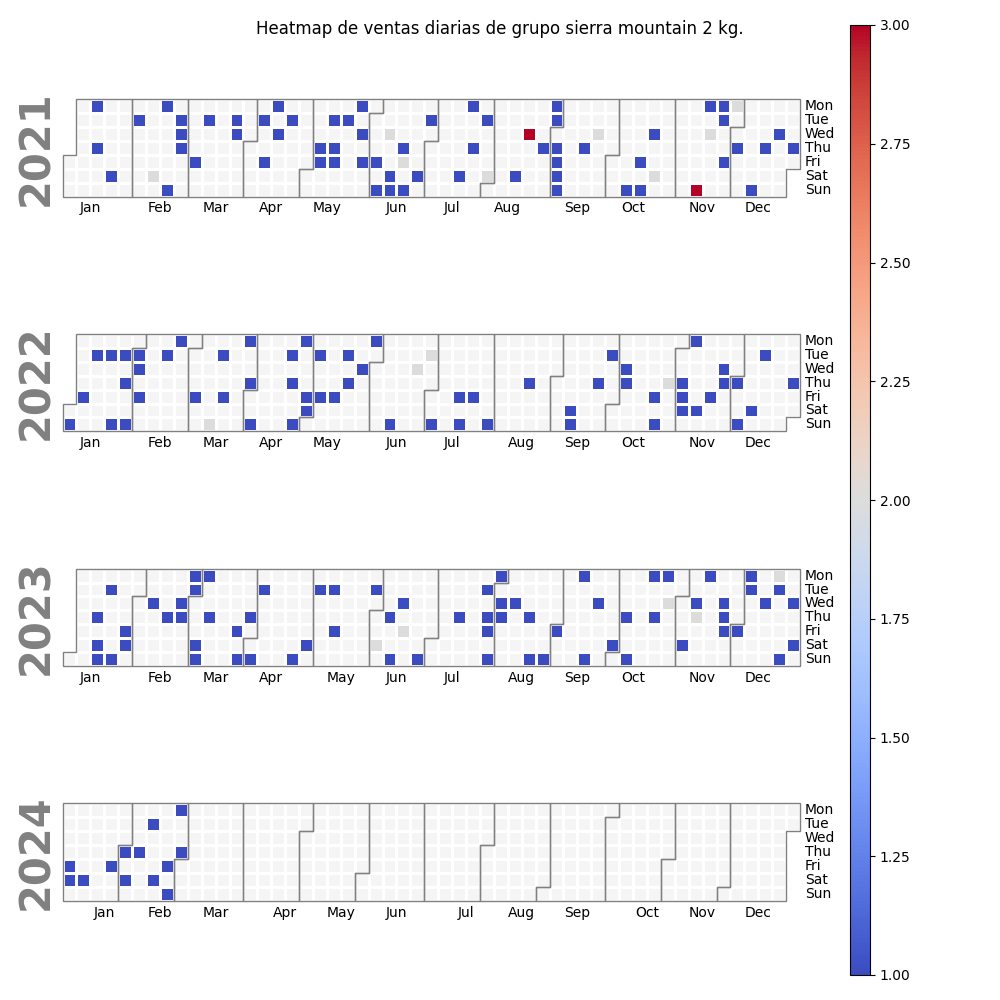 Heatmap de ventas diarias de grupo sierra mountain 2 kg.
3.00
2.75
2.50
2.25
2.00
1.75
1.50
1.25
1.00
2021
Mon
Tue
Wed
Thu
Fri
Sat
Sun
Jan Feb Mar Apr May Jun Jul Aug Sep Oct Nov Dec
2022
Mon
Tue
Wed
Thu
Fri
Sat
Sun
Jan Feb Mar Apr May Jun Jul Aug Sep Oct Nov Dec
2023
Mon
Tue
Wed
Thu
Fri
Sat
Sun
Jan Feb Mar Apr May Jun Jul Aug Sep Oct Nov Dec
2024
Mon
Tue
Wed
Thu
Fri
Sat
Sun
Jan Feb Mar Apr May Jun Jul Aug Sep Oct Nov Dec